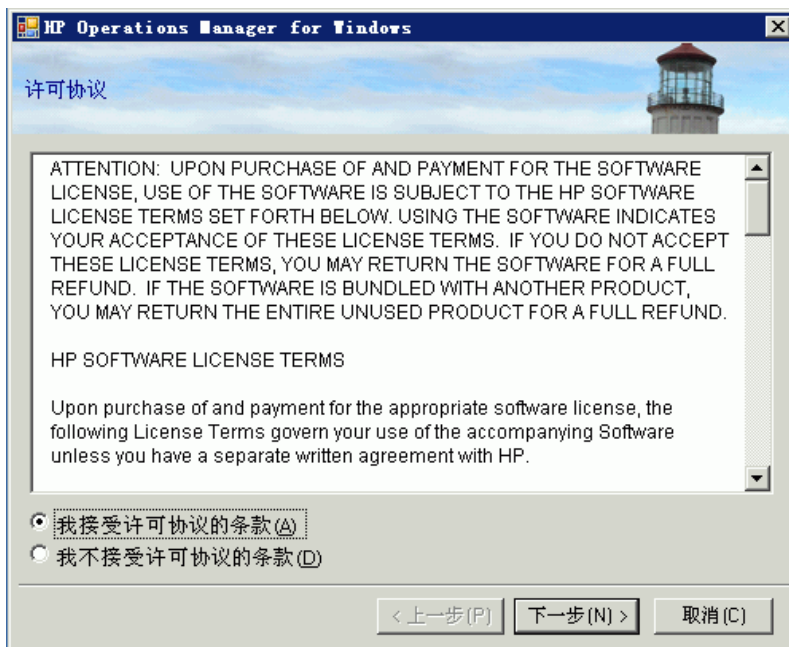 HP Operations Manager for Windows
许可协议
ATTENTION: UPON PURCHASE OF AND PAYMENT FOR THE SOFTWARE
LICENSE, USE OF THE SOFTWARE IS SUBJECT TO THE HP SOFTWARE
LICENSE TERMS SET FORTH BELOW. USING THE SOFTWARE INDICATES
YOUR ACCEPTANCE OF THESE LICENSE TERMS. IF YOU DO NOT ACCEPT
THESE LICENSE TERMS, YOU MAY RETURN THE SOFTWARE FOR A FULL
REFUND. IF THE SOFTWARE IS BUNDLED WITH ANOTHER PRODUCT,
YOU MAY RETURN THE ENTIRE UNUSED PRODUCT FOR A FULL REFUND.
HP SOFTWARE LICENSE TERMS
Upon purchase of and payment for the appropriate software license, the
following License Terms govern your use of the accompanying Software
unless you have a separate written agreement with HP.
我接受许可协议的条款(A)
我不接受许可协议的条款(D)
< 上一步(P) 下一步(N) > 取消(C)